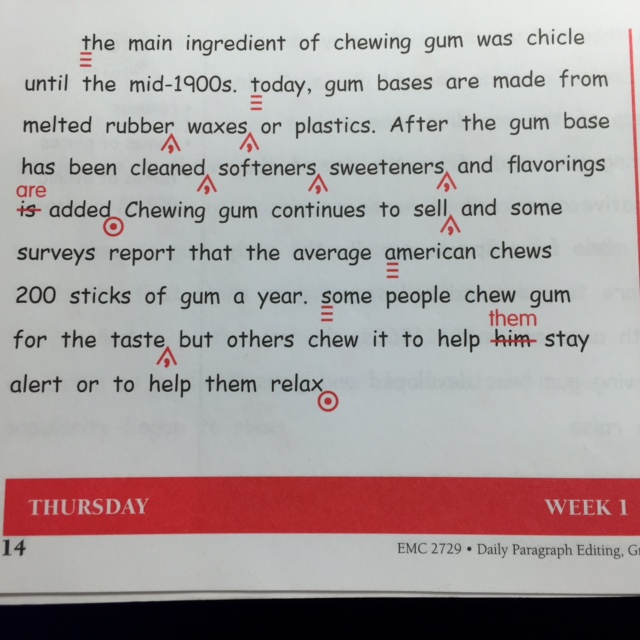 the main ingredient of chewing gum was chicle
until the mid-1900s. today, gum bases are made from
melted rubber, waxes, or plastics. After the gum base
has been cleaned, softeners, sweeteners, and flavorings
are
is added. Chewing gum continues to sell, and some
surveys report that the average american chews
200 sticks of gum a year. some people chew gum
them
for the taste, but others chew it to help him stay
alert or to help them relax.
THURSDAY WEEK 1
14 EMC 2729 • Daily Paragraph Editing,